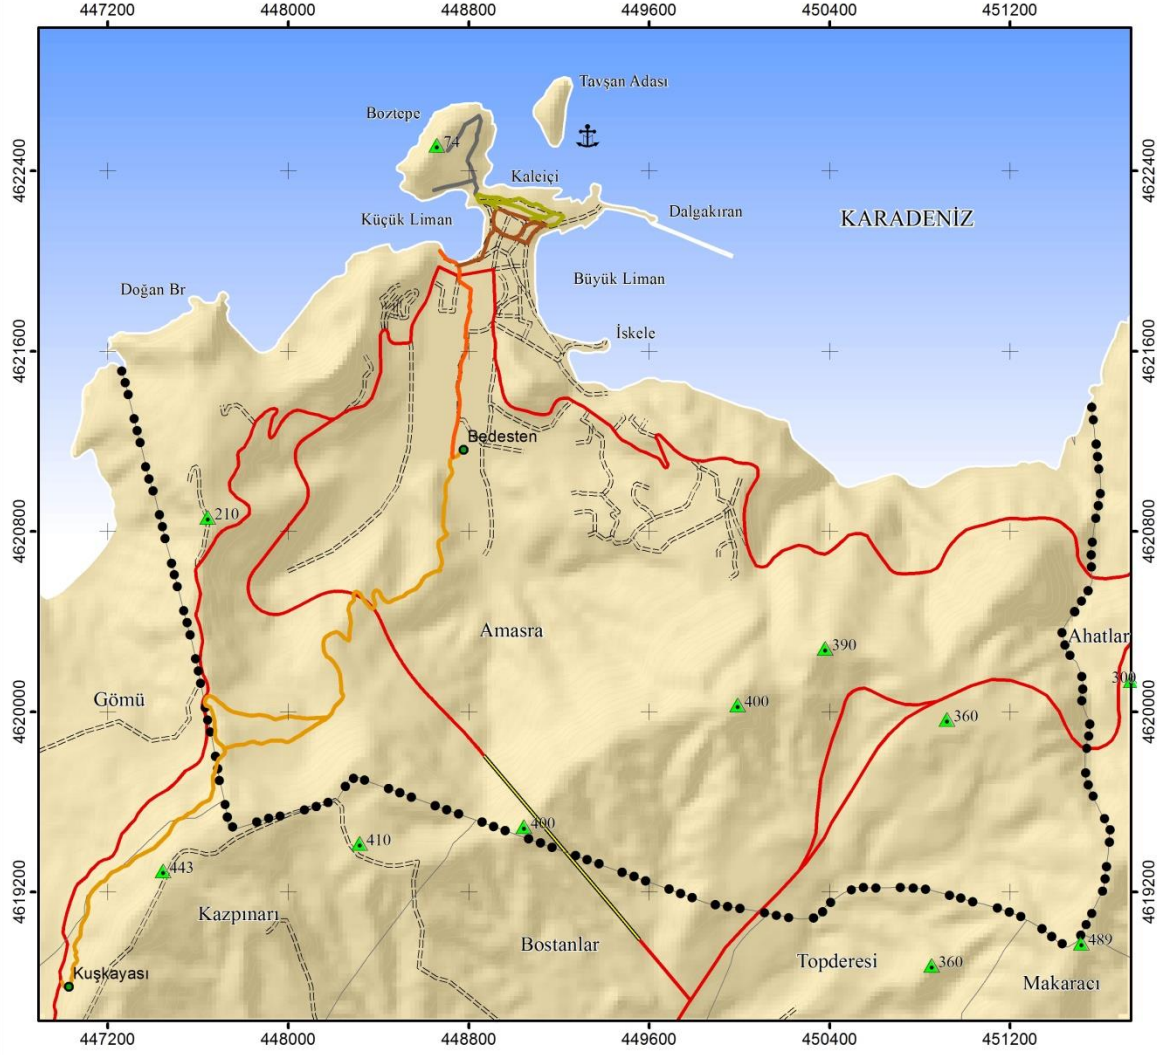 447200 448000 448800 449600 450400 451200
Tavşan Adası
Boztepe
74
4622400 4622400
Kaleiçi
Küçük Liman
Dalgakıran
KARADENİZ
Doğan Br
Büyük Liman
İskele
4621600 4621600
Bedesten
210
4620800 4620800
Amasra
390
Ahatlar
300
Gömü
400
360
4620000 4620000
400
410
443
4619200 4619200
Kazpınarı
Bostanlar
489
Topderesi
360
Kuşkayası
Makaracı
447200 448000 448800 449600 450400 451200